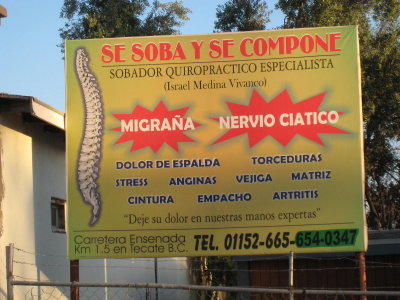 SE SOBA Y SE COMPONE
SOBADOR QUIROPRACTICO ESPECIALISTA
(Israel Medina Vivanco)
MIGRAÑA NERVIO CIATICO
DOLOR DE ESPALDA TORCEDURAS
STRESS ANGINAS VEJIGA MATRIZ
CINTURA EMPACHO ARTRITIS
"Deje su dolor en nuestras manos expertas"
Carretera Ensenada
Km 1.5 en Tecate B.C. TEL. 01152-665-654-0347